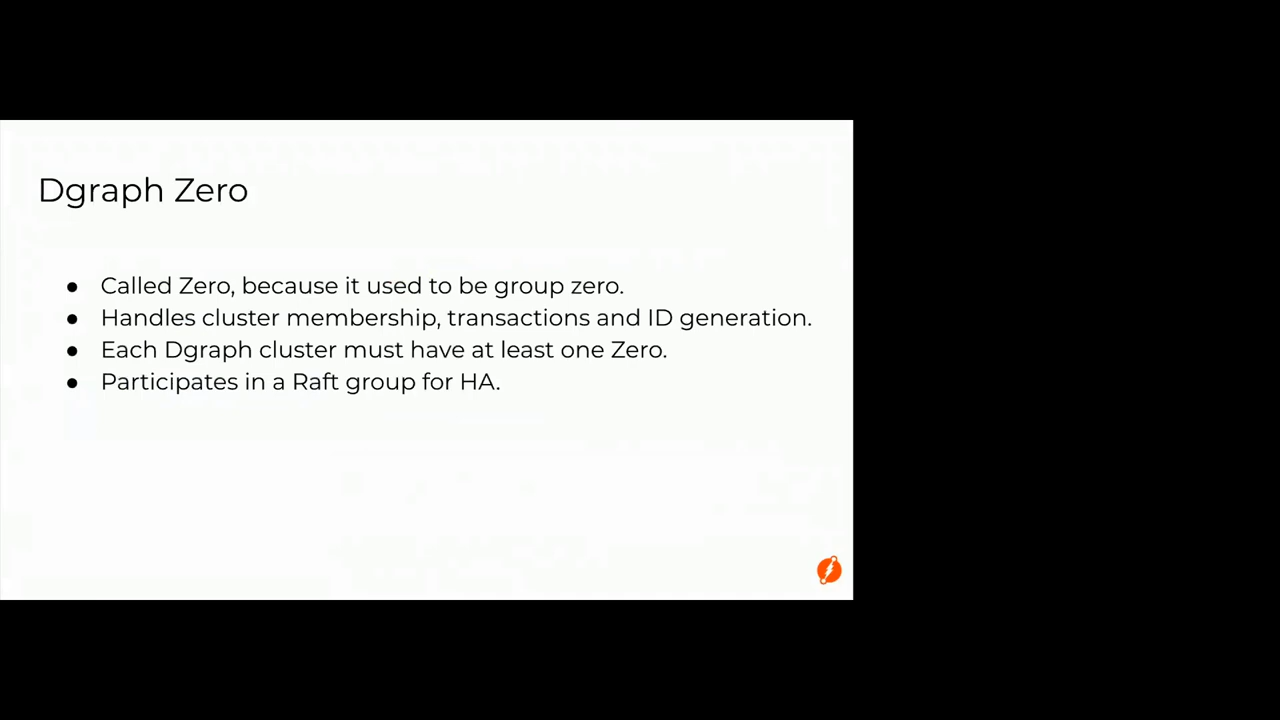 Dgraph Zero
● Called Zero, because it used to be group zero.
● Handles cluster membership, transactions and ID generation.
● Each Dgraph cluster must have at least one Zero.
● Participates in a Raft group for HA.